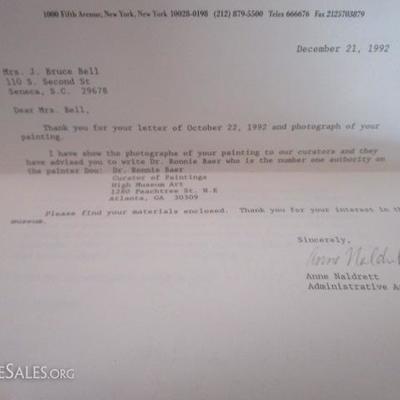 1000 Fifth Avenue, New York, New York 10028-0198 (212) 879-5500 Telex 666676 Fax 2125703879
December 21, 1992
Mrs. J. Bruce Bell
110 S. Second St
Seneca, S.C. 29678
Dear Mrs. Bell,
Thank you for your letter of October 22, 1992 and photograph of your
painting.
I have show the photographs of your painting to our curators and they
have advised you to write Dr. Ronnie Baer who is the number one authority on
the painter Dou: Dr. Ronnie Baer
Curator of Paintings
High Museum Art
1280 Peachtree St. N.E
Atlanta, GA 30309
Please find your materials enclosed. Thank you for your interest in the
museum.
Sincerely,
Anne Naldrett
Administrative A
ESALES.ORG